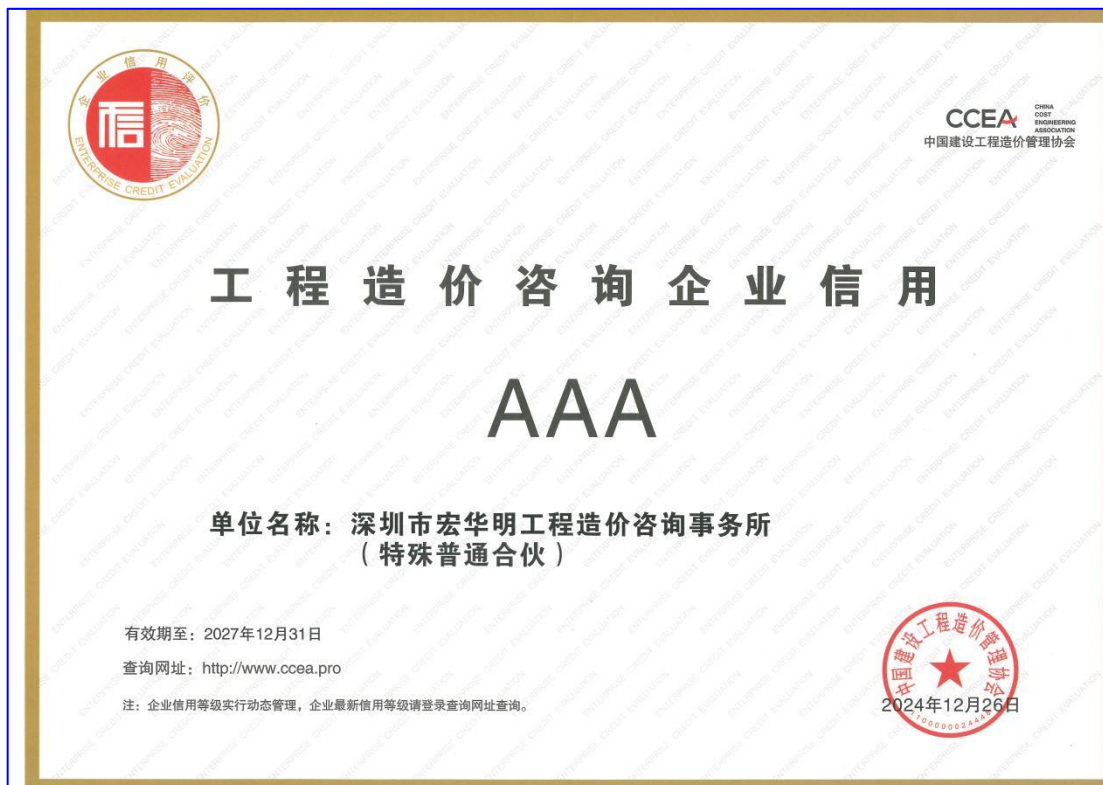 企业信用评价
信
ENTERPRISE CREDIT EVALUATION
CCEA
CHINA
COST
ENGINEERING
ASSOCIATION
中国建设工程造价管理协会
工程造价咨询企业信用
AAA
单位名称：深圳市宏华明工程造价咨询事务所
（特殊普通合伙）
有效期至：2027年12月31日
查询网址：http://www.ccea.pro
注：企业信用等级实行动态管理，企业最新信用等级请登录查询网址查询。
中国建设工程造价管理协会
2024年12月26日